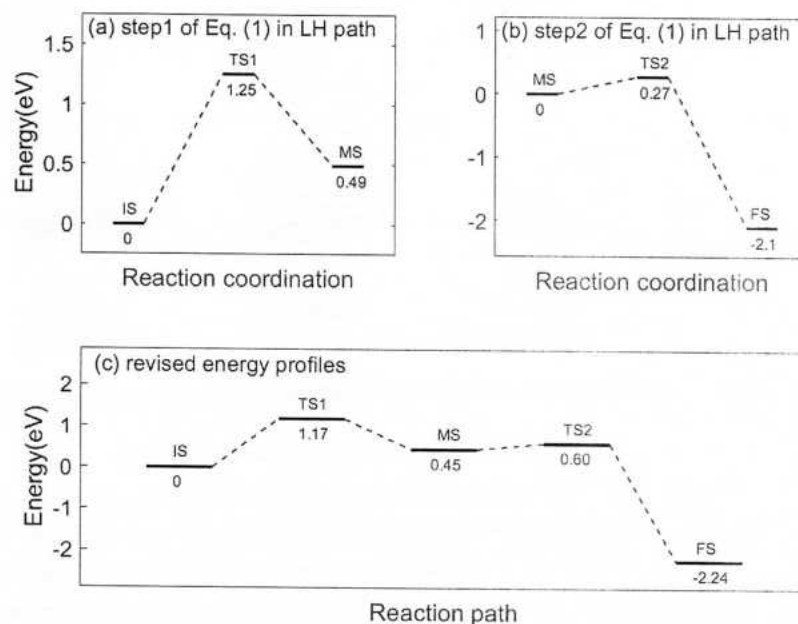 (a) step1 of Eq. (1) in LH path
1.5
1
0.5
0
Energy(eV)
IS
0
TS1
1.25
MS
0.49
Reaction coordination
(b) step2 of Eq. (1) in LH path
1
0
-1
-2
MS
0
TS2
0.27
FS
-2.1
Reaction coordination
(c) revised energy profiles
2
1
0
-1
-2
Energy(eV)
IS
0
TS1
1.17
MS
0.45
TS2
0.60
FS
-2.24
Reaction path